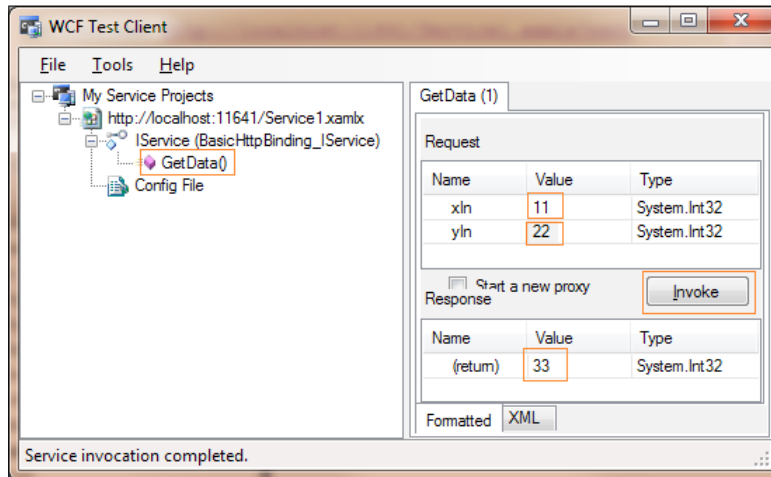 WCF Test Client
File Tools Help
My Service Projects
http://localhost:11641/Service1.xamlx
IService (BasicHttpBinding_IService)
GetData()
Config File
GetData (1)
Request
Name Value Type
xIn 11 System.Int32
yIn 22 System.Int32
Start a new proxy
Response
Invoke
Name Value Type
(return) 33 System.Int32
Formatted XML
Service invocation completed.